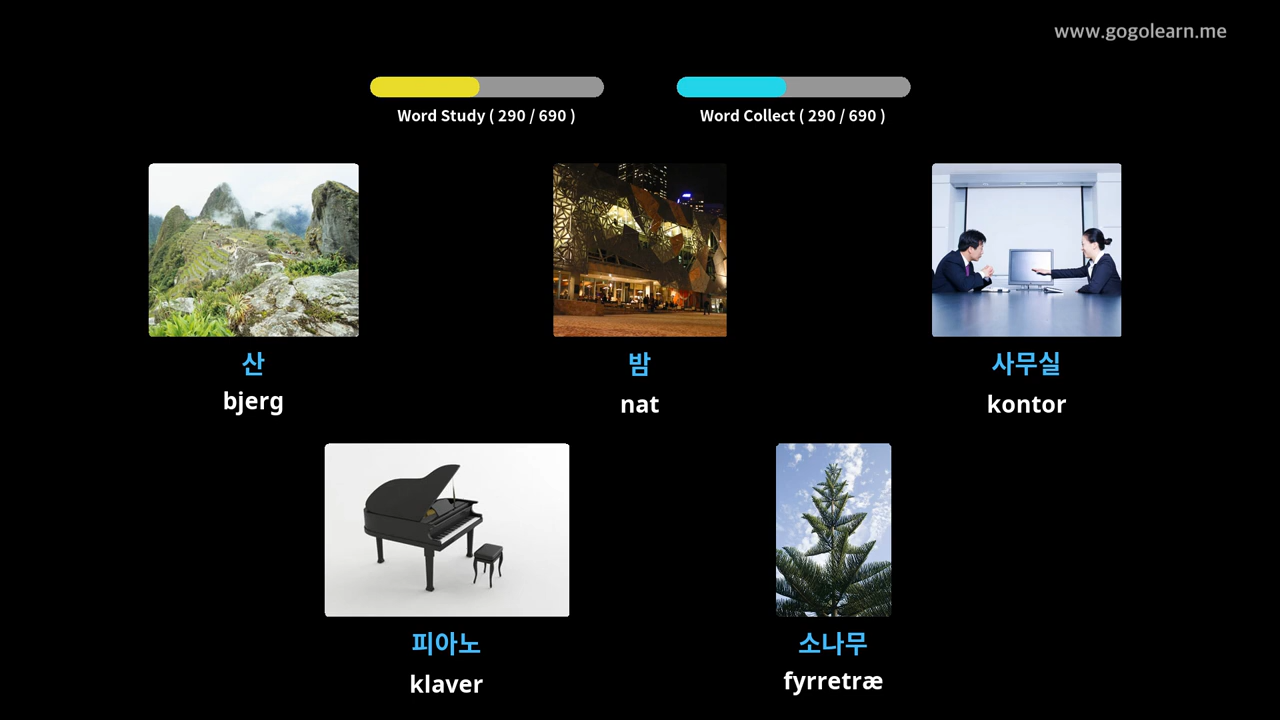 www.gogolearn.me
Word Study ( 290 / 690 )
Word Collect ( 290 / 690 )
산
밤
사무실
bjerg
nat
kontor
피아노
소나무
klaver
fyrretræ